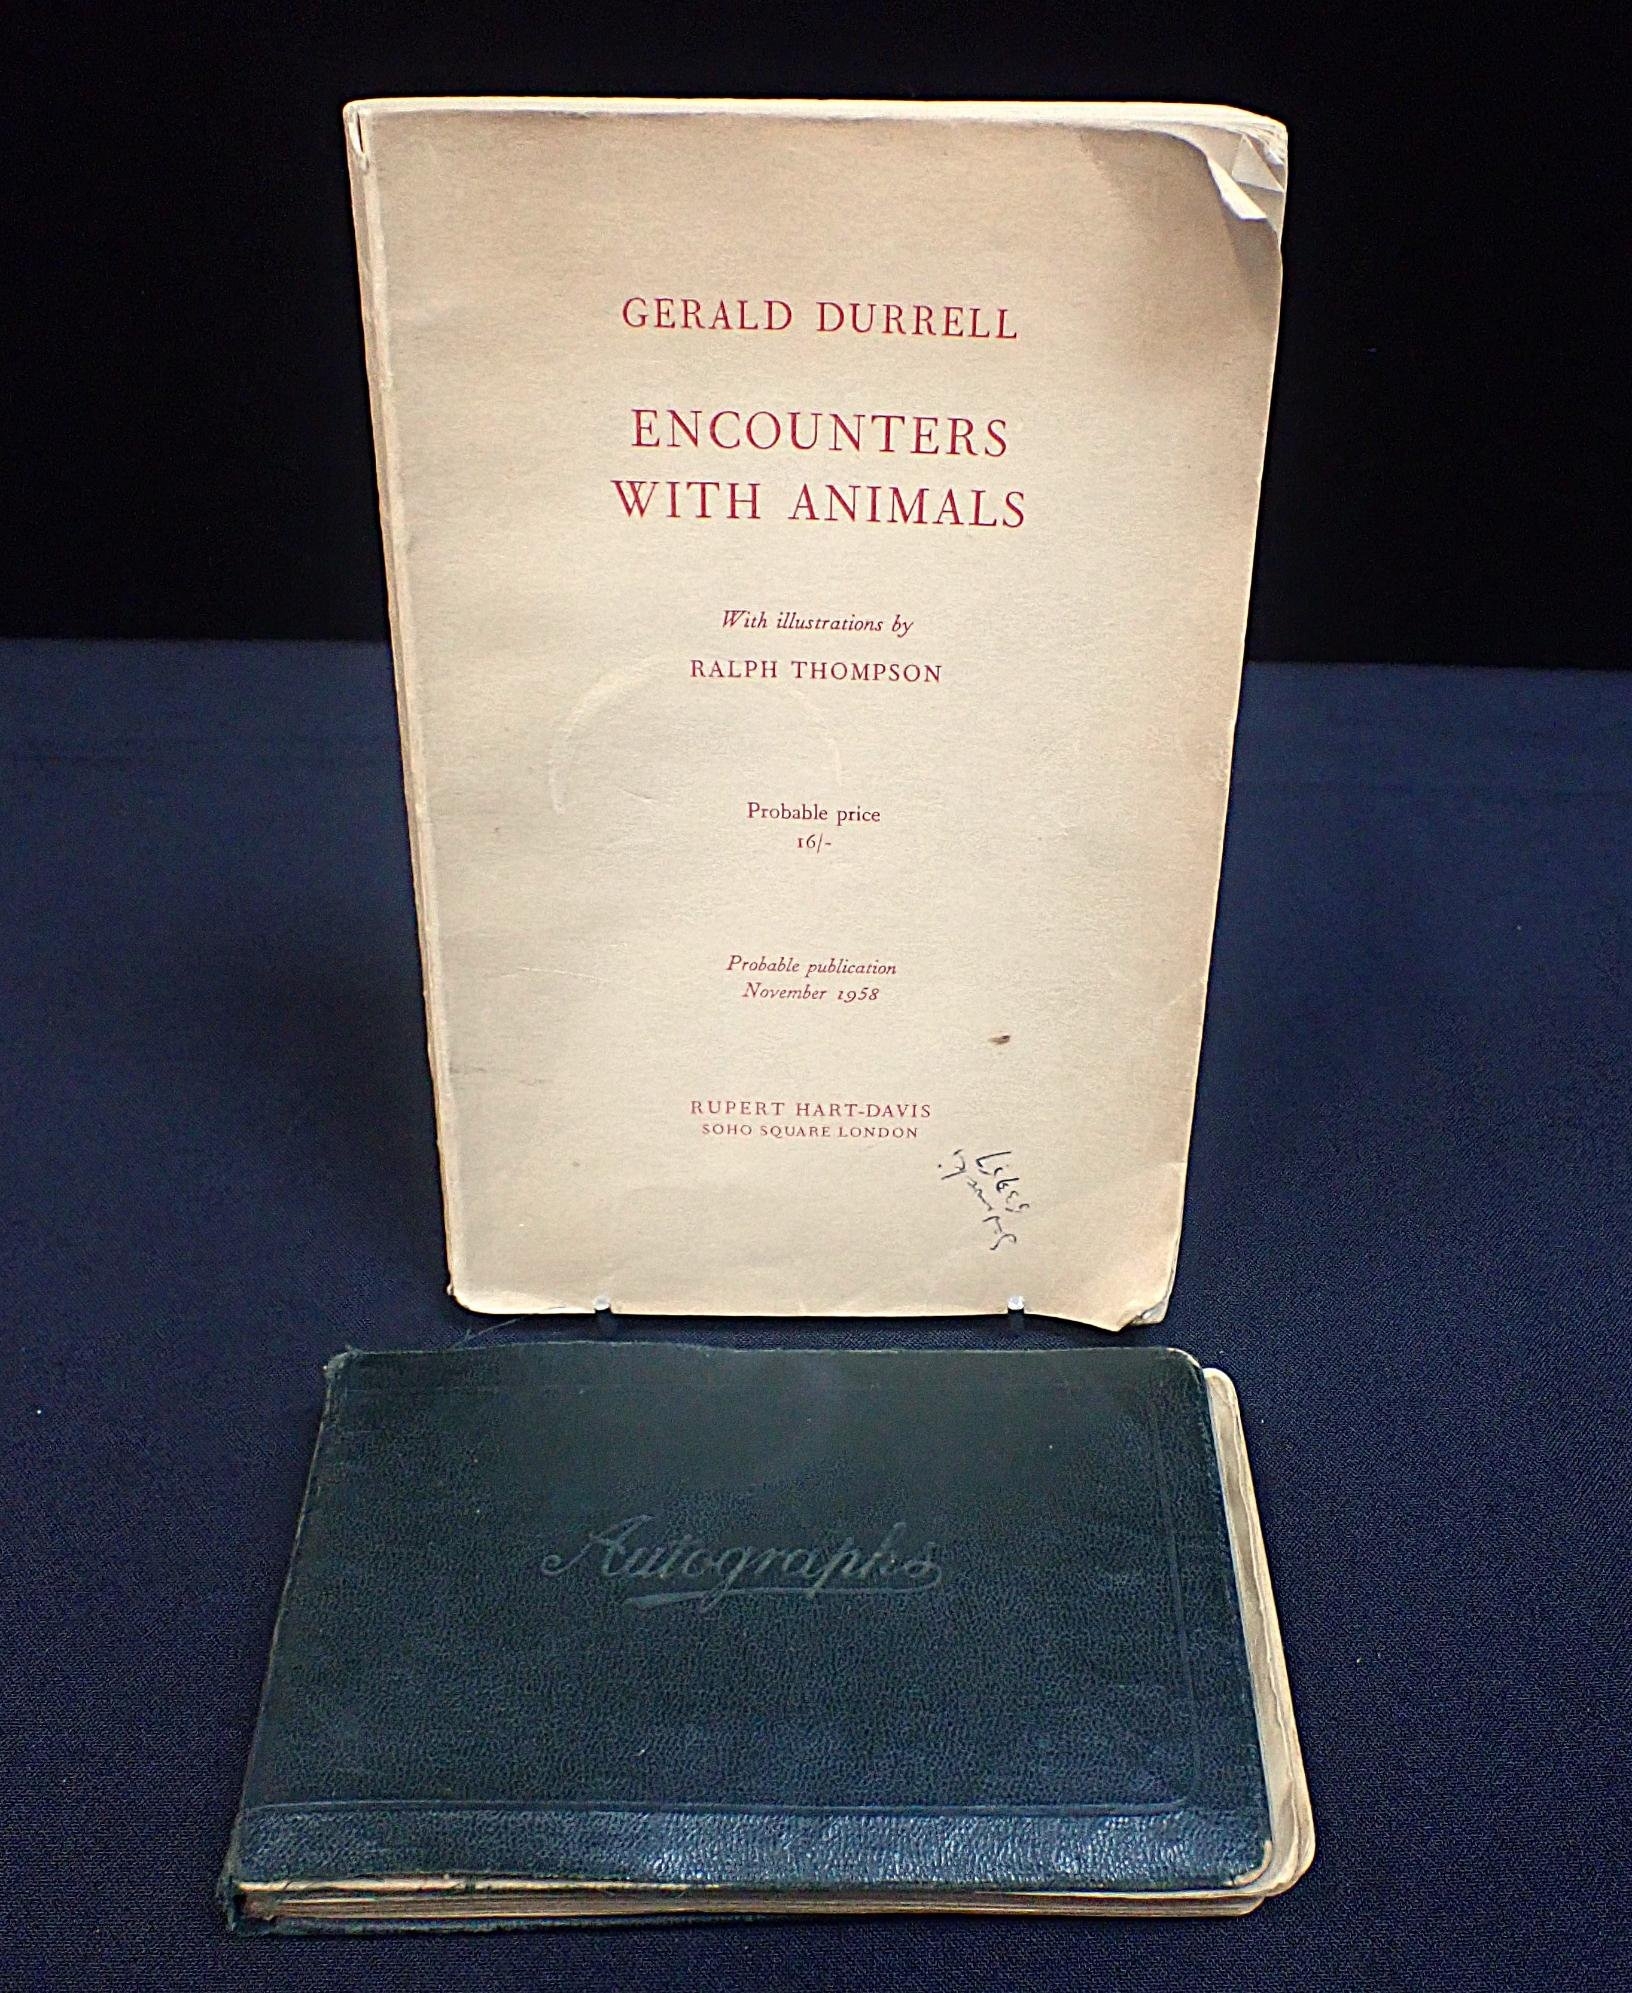 GERALD DURRELL
ENCOUNTERS
WITH ANIMALS
With illustrations by
RALPH THOMPSON
Probable price
16/-
Probable publication
November 1958
RUPERT HART-DAVIS
SOHO SQUARE LONDON
Autographs